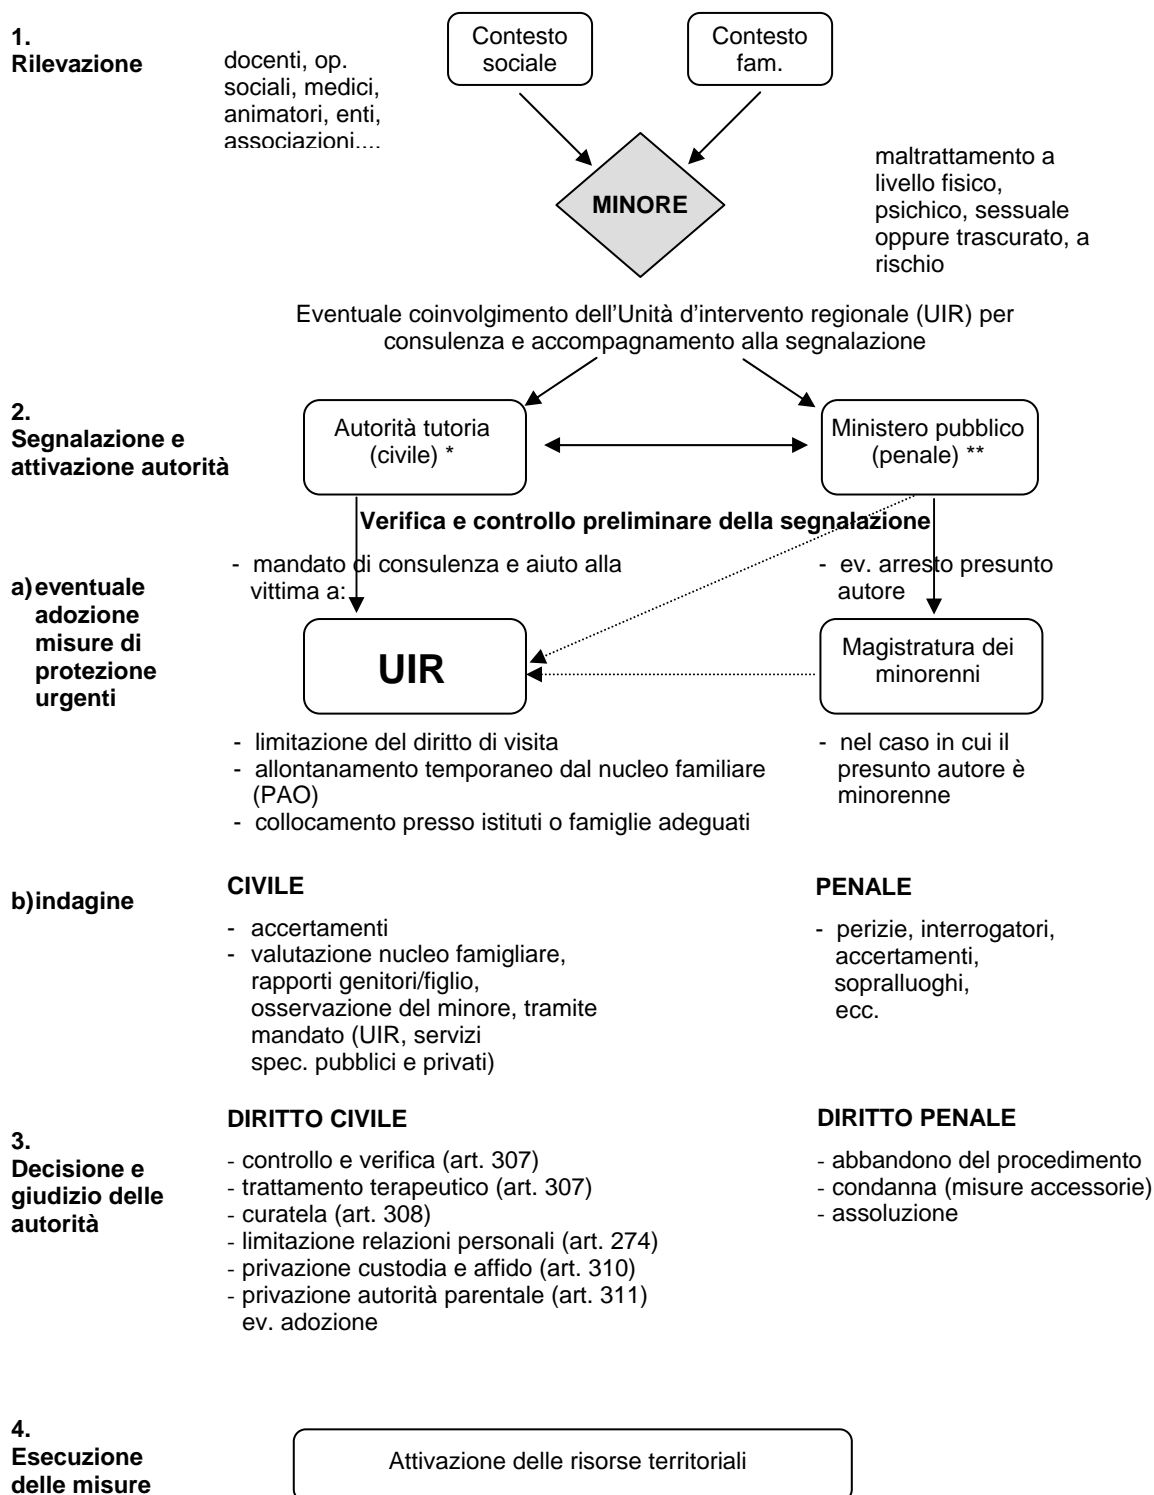 1.
Rilevazione
docenti, op.
sociali, medici,
animatori, enti,
associazioni....
Contesto
sociale
Contesto
fam.
MINORE
maltrattamento a
livello fisico,
psichico, sessuale
oppure trascurato, a
rischio
Eventuale coinvolgimento dell'Unità d'intervento regionale (UIR) per
consulenza e accompagnamento alla segnalazione
2.
Segnalazione e
attivazione autorità
Autorità tutoria
(civile) *
Ministero pubblico
(penale) **
Verifica e controllo preliminare della segnalazione
a) eventuale
adozione
misure di
protezione
urgenti
- mandato di consulenza e aiuto alla
vittima a:
- ev. arresto presunto
autore
UIR
Magistratura dei
minorenni
- limitazione del diritto di visita
- allontanamento temporaneo dal nucleo familiare
(PAO)
- collocamento presso istituti o famiglie adeguati
- nel caso in cui il
presunto autore è
minorenne
b) indagine
CIVILE
- accertamenti
- valutazione nucleo famigliare,
rapporti genitori/figlio,
osservazione del minore, tramite
mandato (UIR, servizi
spec. pubblici e privati)
PENALE
- perizie, interrogatori,
accertamenti,
sopralluoghi,
ecc.
3.
Decisione e
giudizio delle
autorità
DIRITTO CIVILE
- controllo e verifica (art. 307)
- trattamento terapeutico (art. 307)
- curatela (art. 308)
- limitazione relazioni personali (art. 274)
- privazione custodia e affido (art. 310)
- privazione autorità parentale (art. 311)
ev. adozione
DIRITTO PENALE
- abbandono del procedimento
- condanna (misure accessorie)
- assoluzione
4.
Esecuzione
delle misure
Attivazione delle risorse territoriali